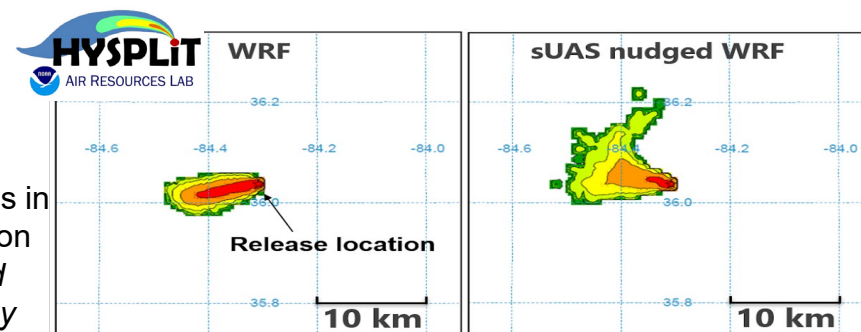 HYSPLiT
NOAA
AIR RESOURCES LAB
WRF
sUAS nudged WRF
36.2
36.2
-84.6
-84.4
-84.2
-84.0
-84.6
-84.4
-84.2
-84.0
s in
on
d
y
36.0
36.0
Release location
35.8
35.8
10 km
10 km